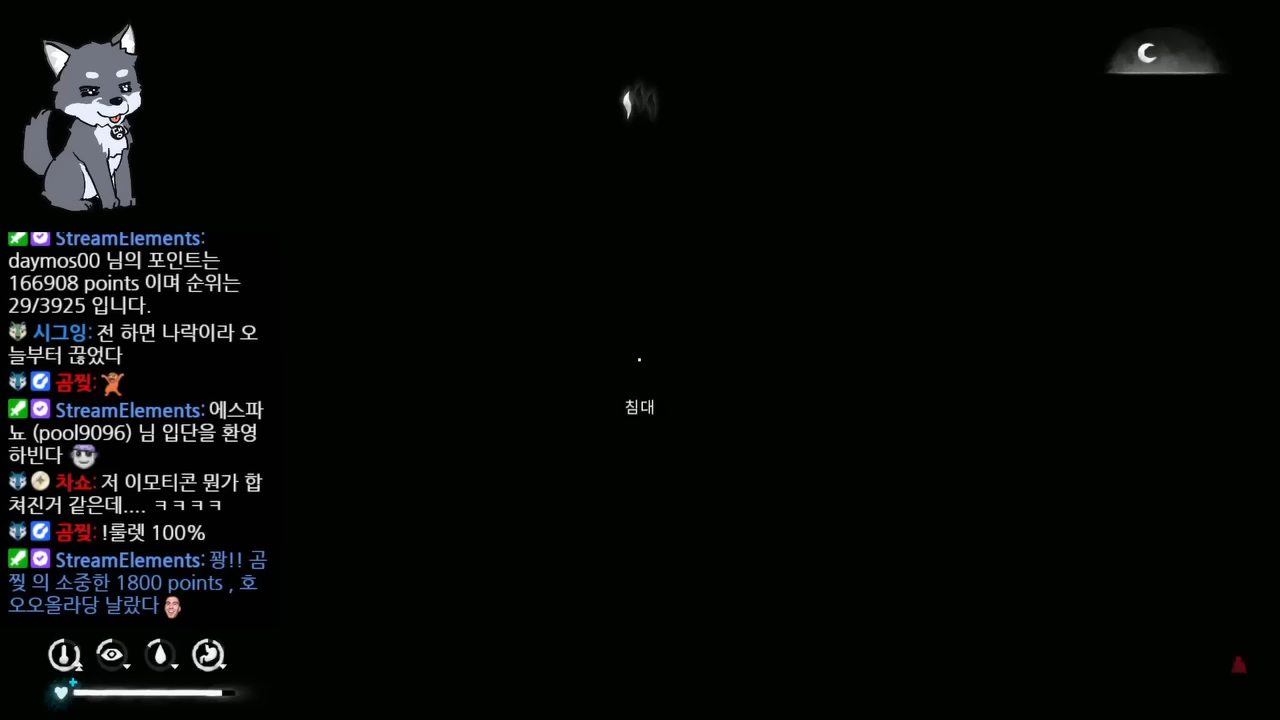 StreamElements:
daymos00 님의 포인트는
166908 points 이며 순위는
29/3925 입니다.
시그잉: 전 하면 나락이라 오
늘부터 끊었다
곰찢:
StreamElements: 에스파
뇨 (pool9096) 님 입단을 환영
하빈다
차쇼: 저 이모티콘 뭔가 합
쳐진거 같은데.... ㅋㅋㅋㅋ
곰찢: !룰렛 100%
StreamElements: 꽝!! 곰
찢 의 소중한 1800 points , 호
오오올라당 날랐다
침대